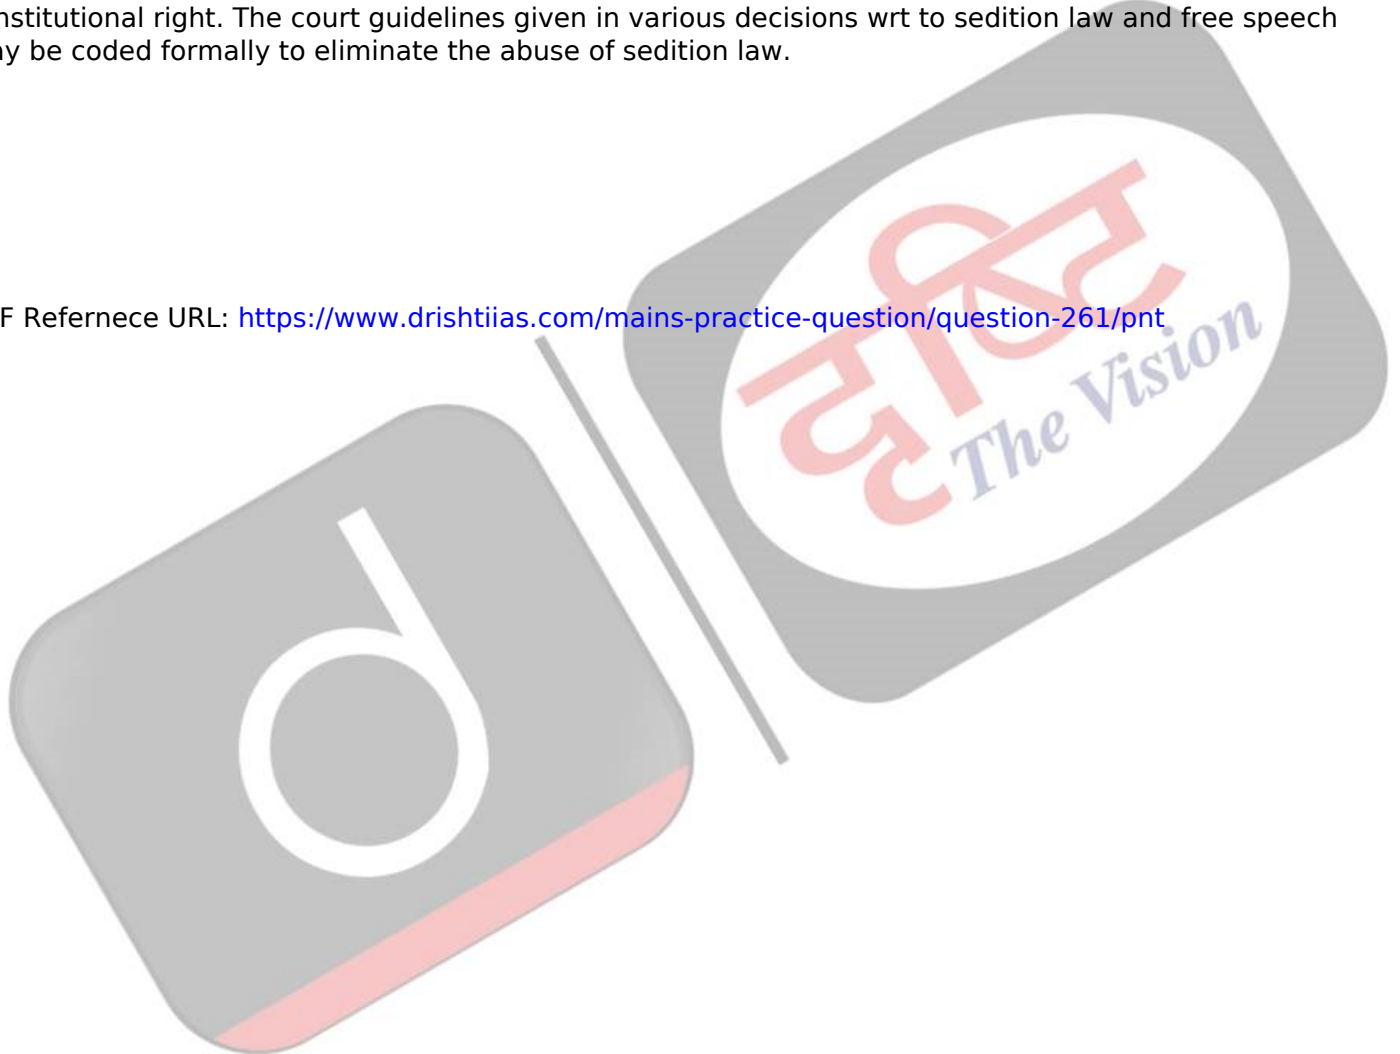 nstitutional right. The court guidelines given in various decisions wrt to sedition law and free speech
ay be coded formally to eliminate the abuse of sedition law.
F Refernece URL: https://www.drishtiias.com/mains-practice-question/question-261/pnt
दृष्टि
The Vision
d